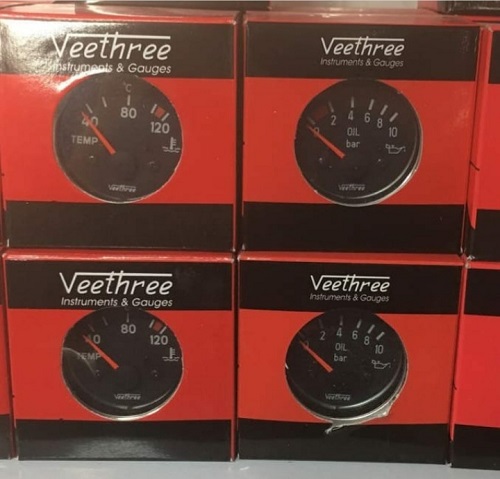 Veethree
Instruments & Gauges
°C
40 80 120
TEMP
Veethree
Veethree
Instruments & Gauges
0 2 4 6 8 10
OIL
bar
Veethree
Veethree
Instruments & Gauges
80
120
TEMP
Veethree
Veethree
Instruments & Gauges
0 2 4 6 8 10
OIL
bar
Veethree